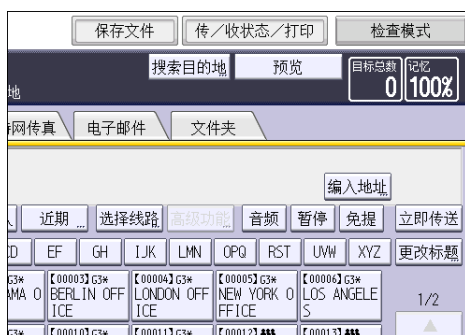 保存文件 传／收状态／打印 检查模式
搜索目的地 预览 目标总数 记忆
地 0 100%
网传真 电子邮件 文件夹
编入地址
近期 选择线路 高级功能 音频 暂停 免提 立即传送
CD EF GH IJK LMN OPQ RST UVW XYZ 更改标题
G3* 【00003】G3* 【00004】G3* 【00005】G3* 【00006】G3*
AMA O BERLIN OFF LONDON OFF NEW YORK O LOS ANGELE 1/2
ICE ICE FFICE S
G3* 【00010】G3* 【00011】G3* 【00012】 【00013】